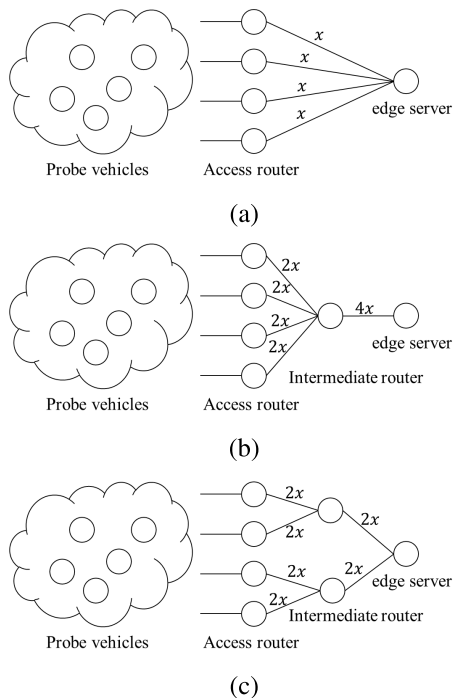 x
x
x
x
edge server
Probe vehicles
Access router
(a)
2x
2x
2x
2x
4x
edge server
Intermediate router
Probe vehicles
Access router
(b)
2x
2x
2x
2x
2x
2x
edge server
Intermediate router
Probe vehicles
Access router
(c)